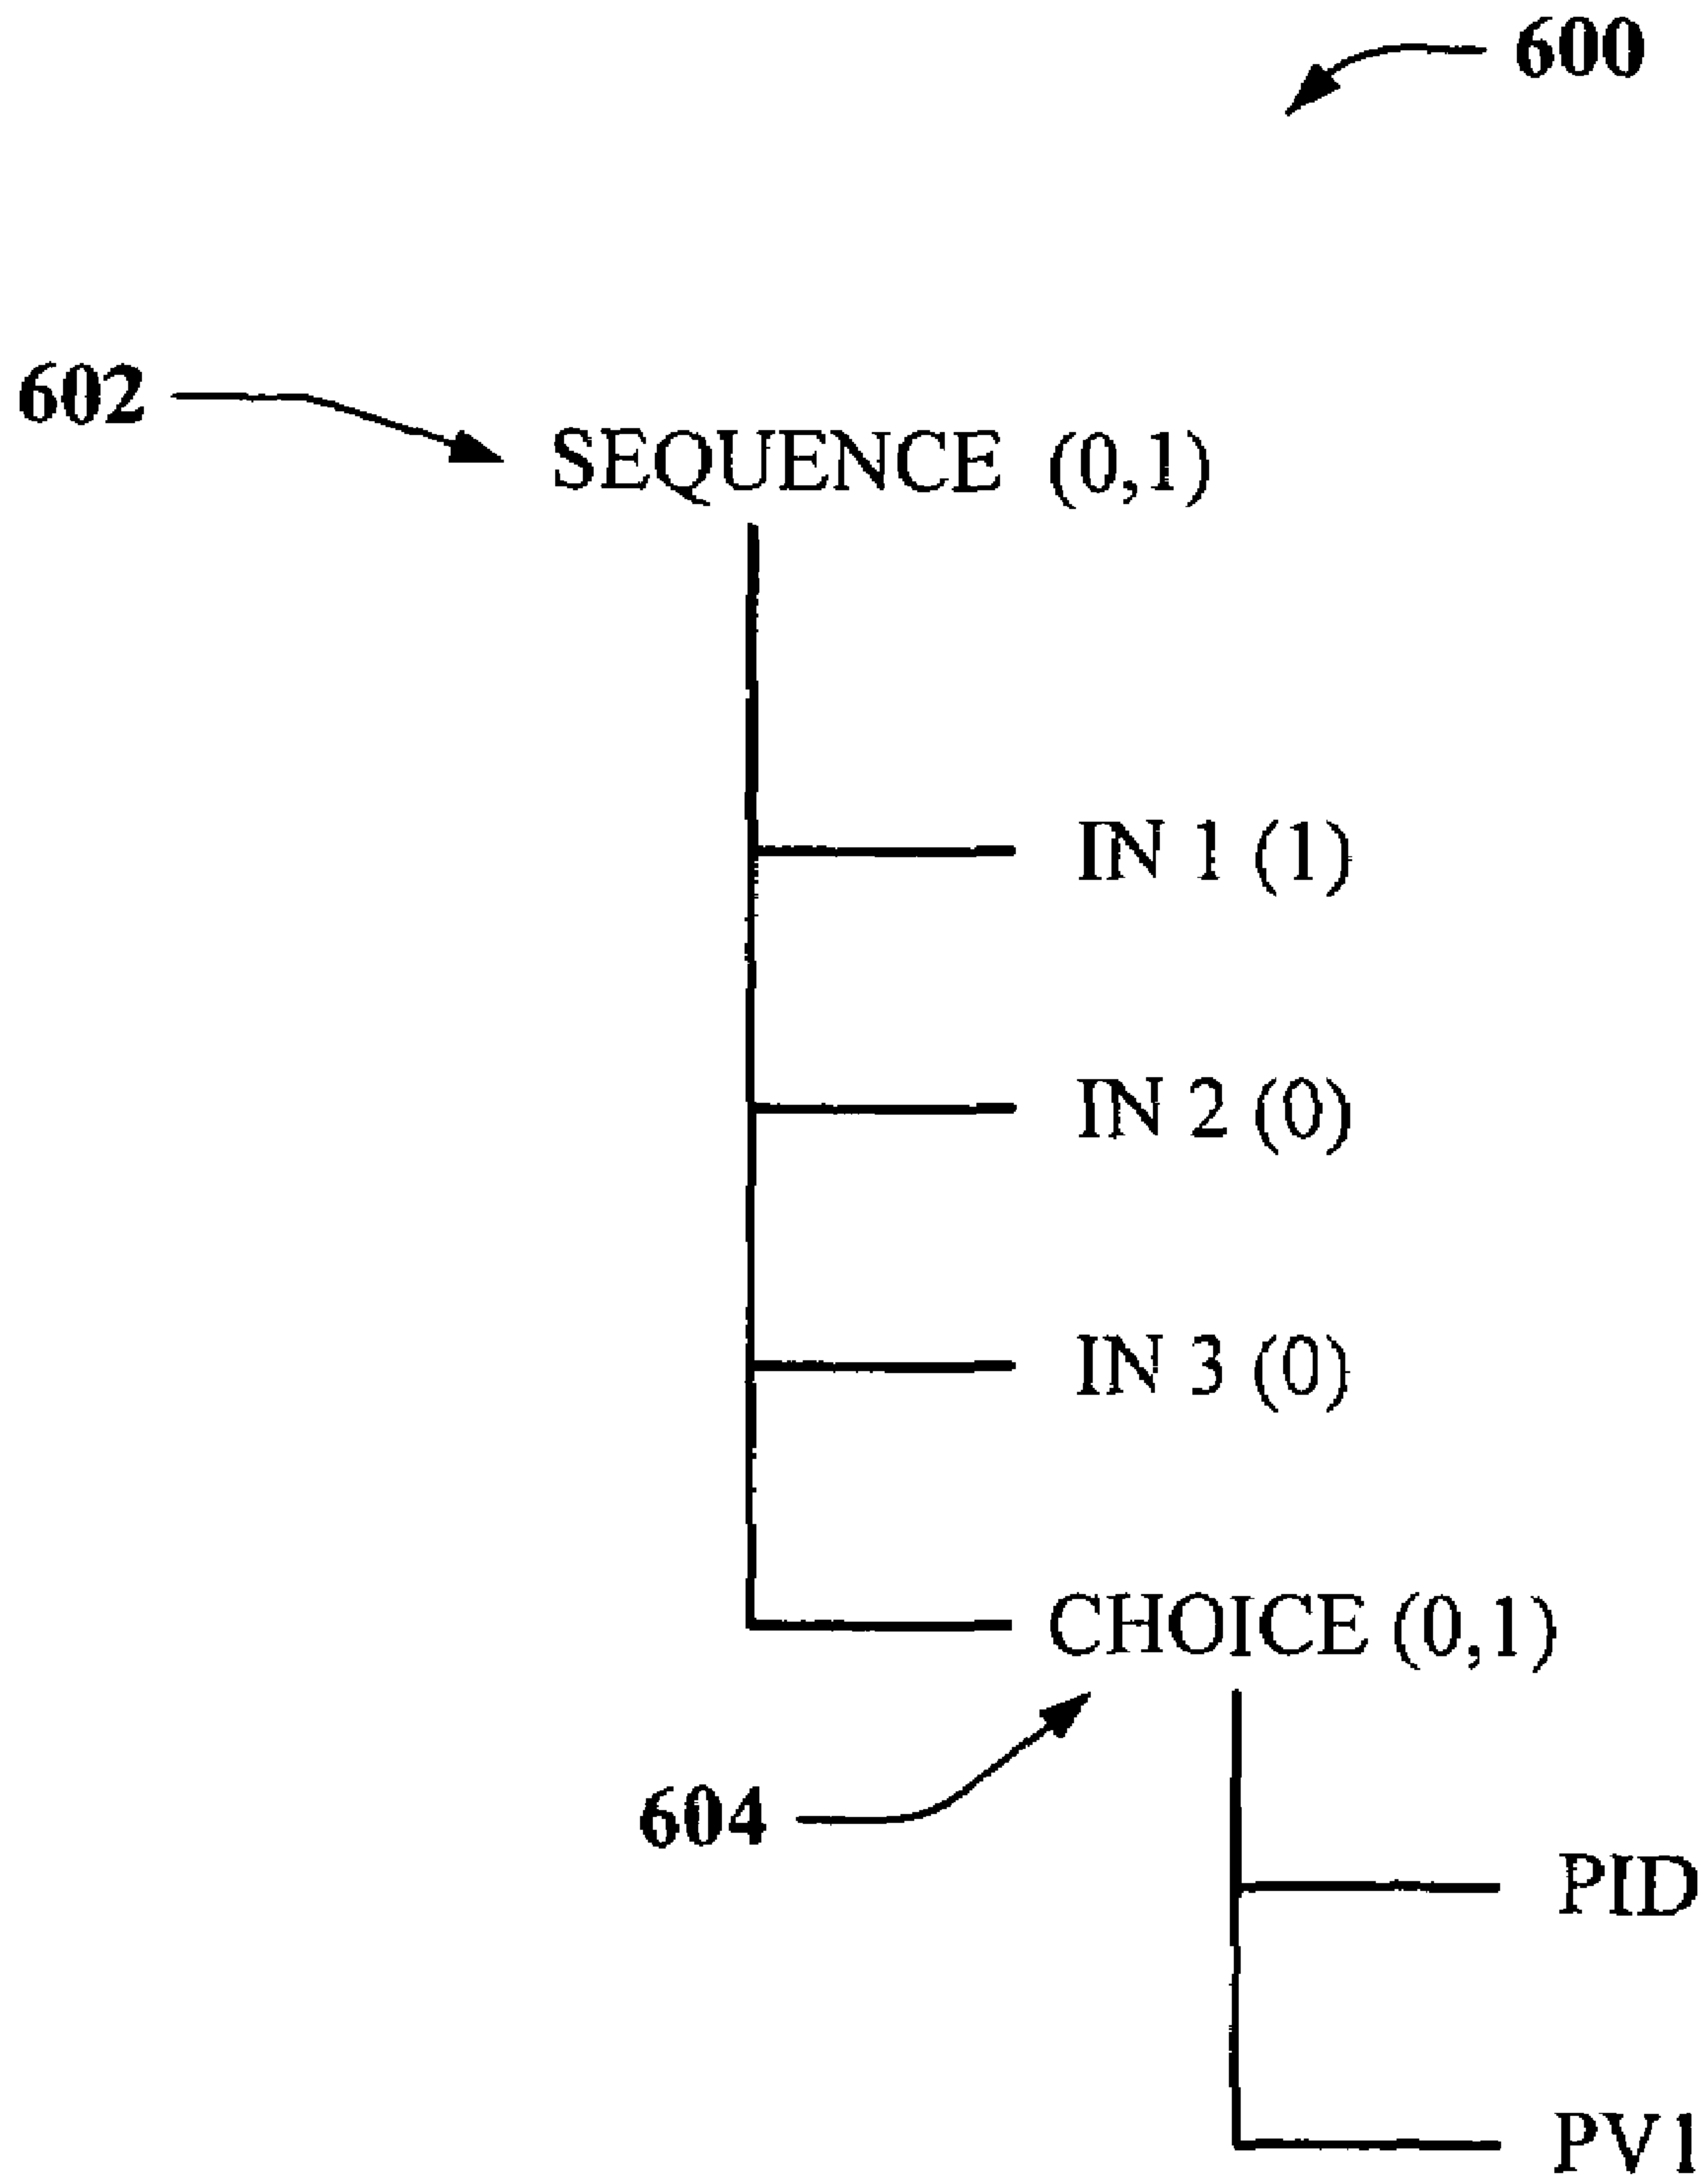 600
602
SEQUENCE (0,1)
IN 1 (1)
IN 2 (0)
IN 3 (0)
CHOICE (0,1)
604
PID
PV1